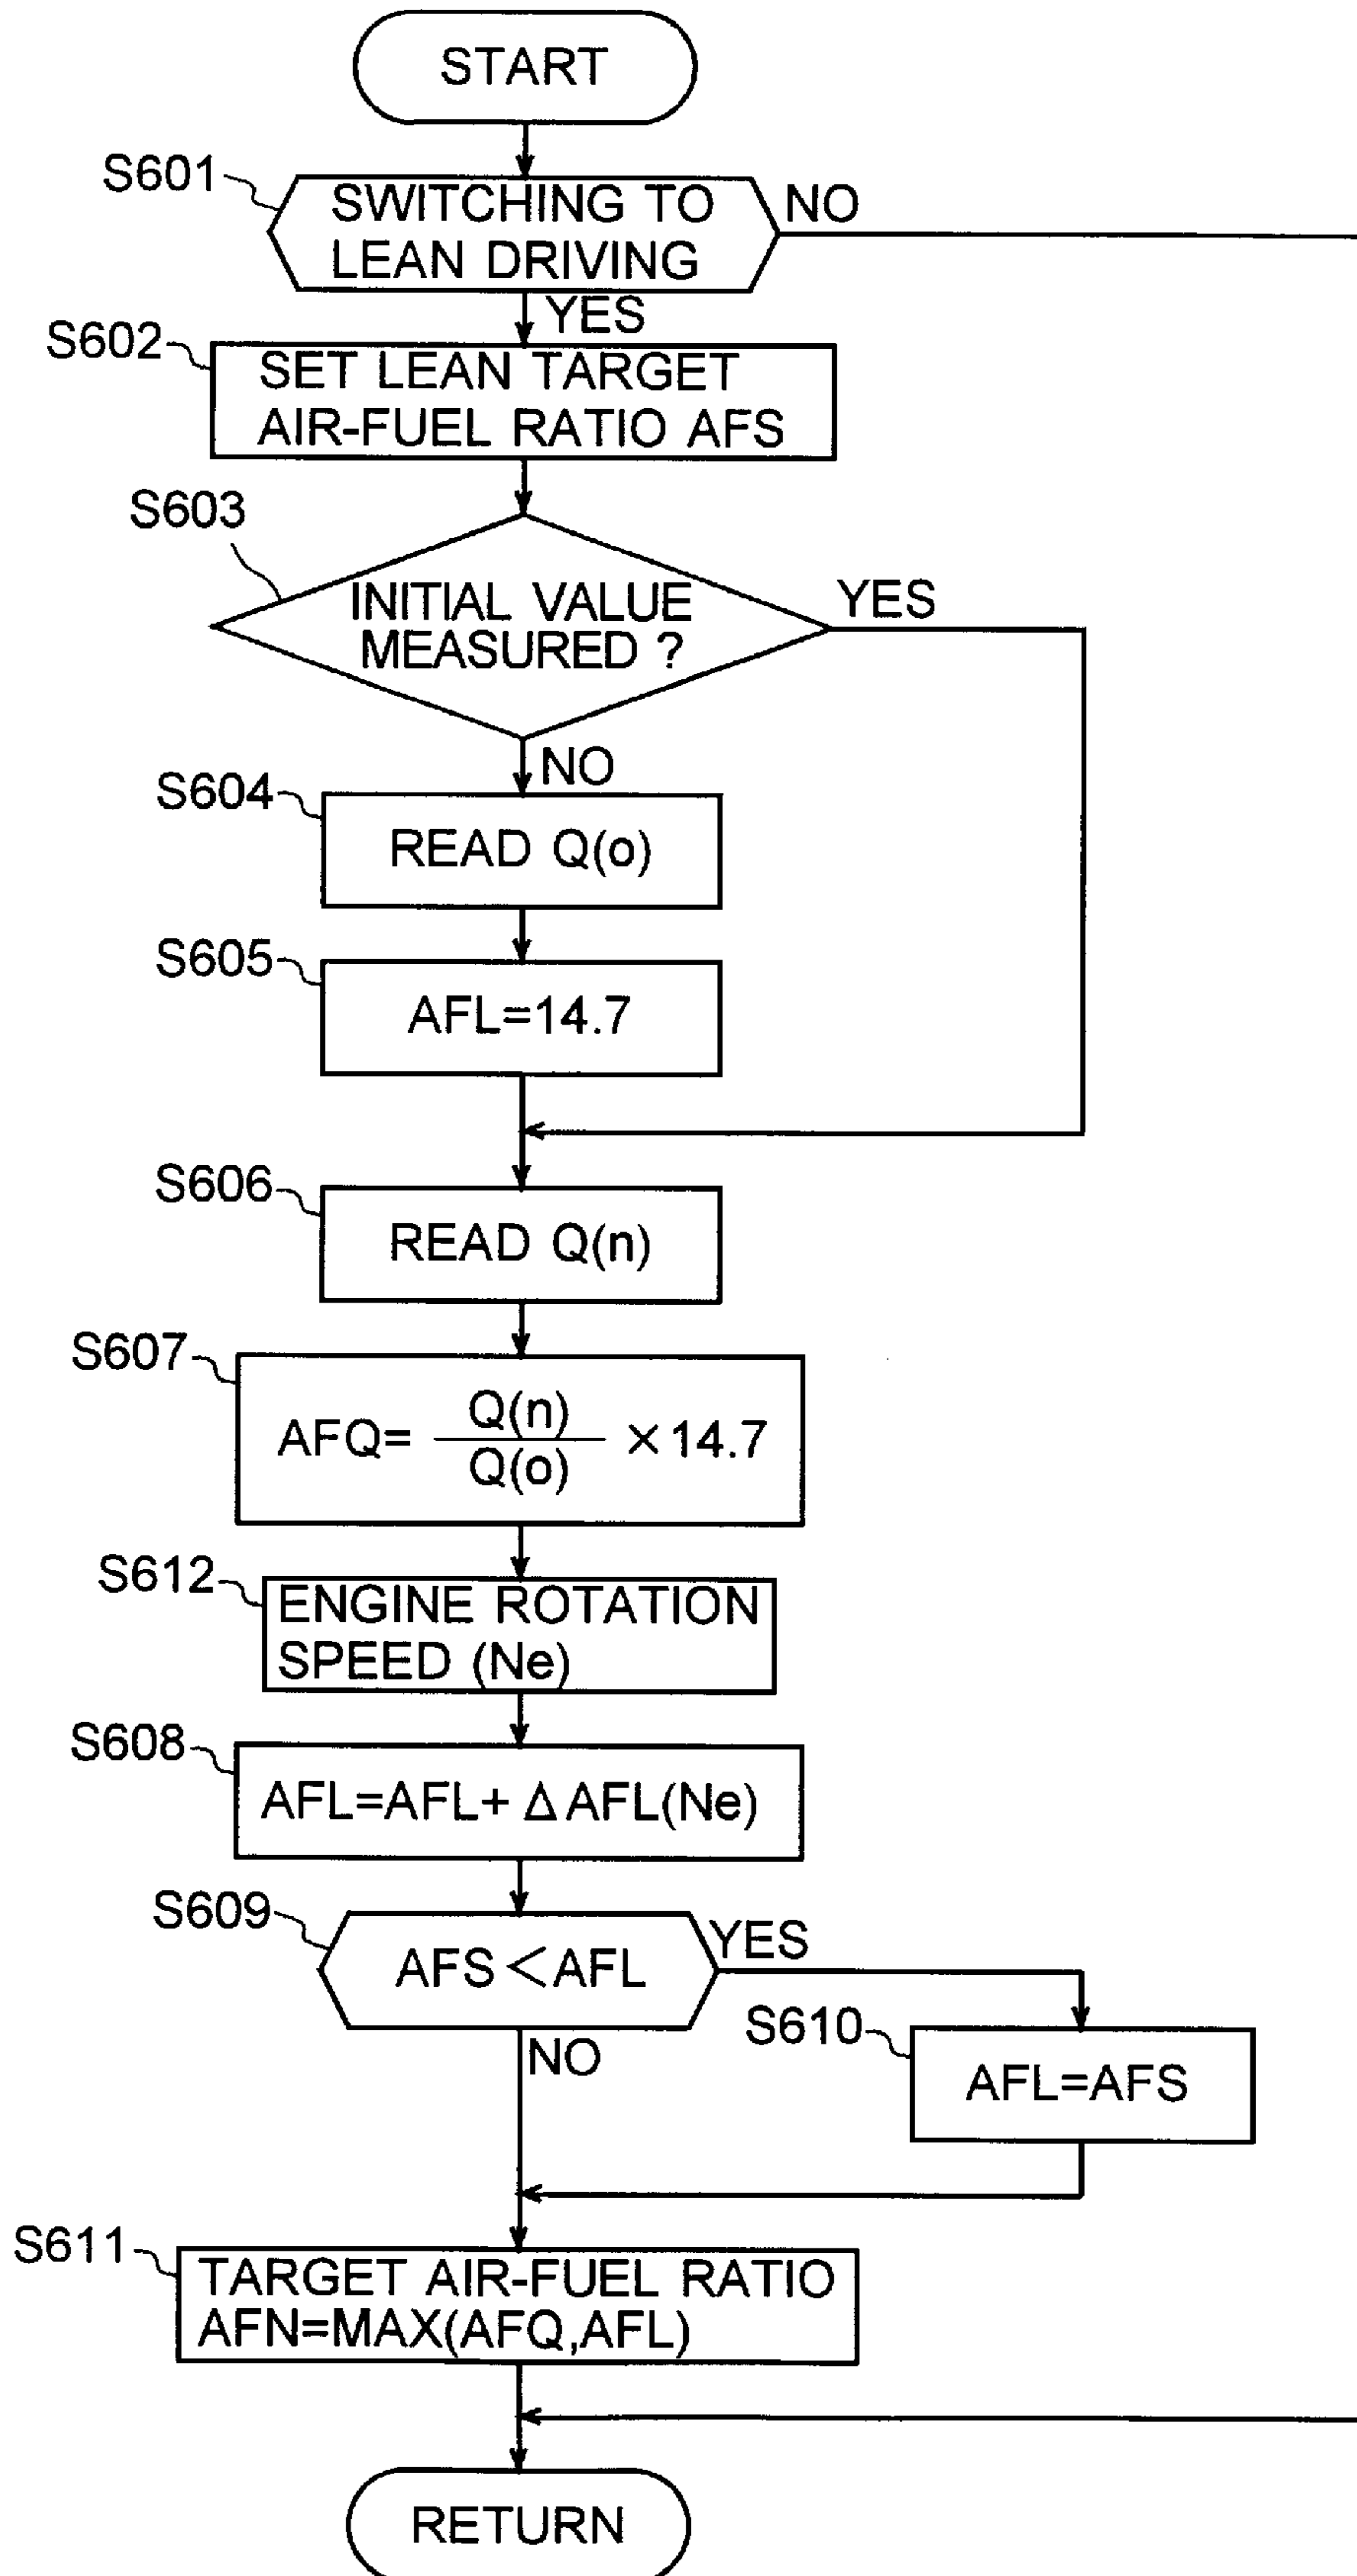 START
S601
SWITCHING TO
LEAN DRIVING
NO
YES
S602
SET LEAN TARGET
AIR-FUEL RATIO AFS
S603
INITIAL VALUE
MEASURED ?
YES
NO
S604
READ Q(o)
S605
AFL=14.7
S606
READ Q(n)
S607
AFQ= Q(n)/Q(o) ×14.7
S612
ENGINE ROTATION
SPEED (Ne)
S608
AFL=AFL+ Δ AFL(Ne)
S609
AFS<AFL
YES
NO
S610
AFL=AFS
S611
TARGET AIR-FUEL RATIO
AFN=MAX(AFQ,AFL)
RETURN